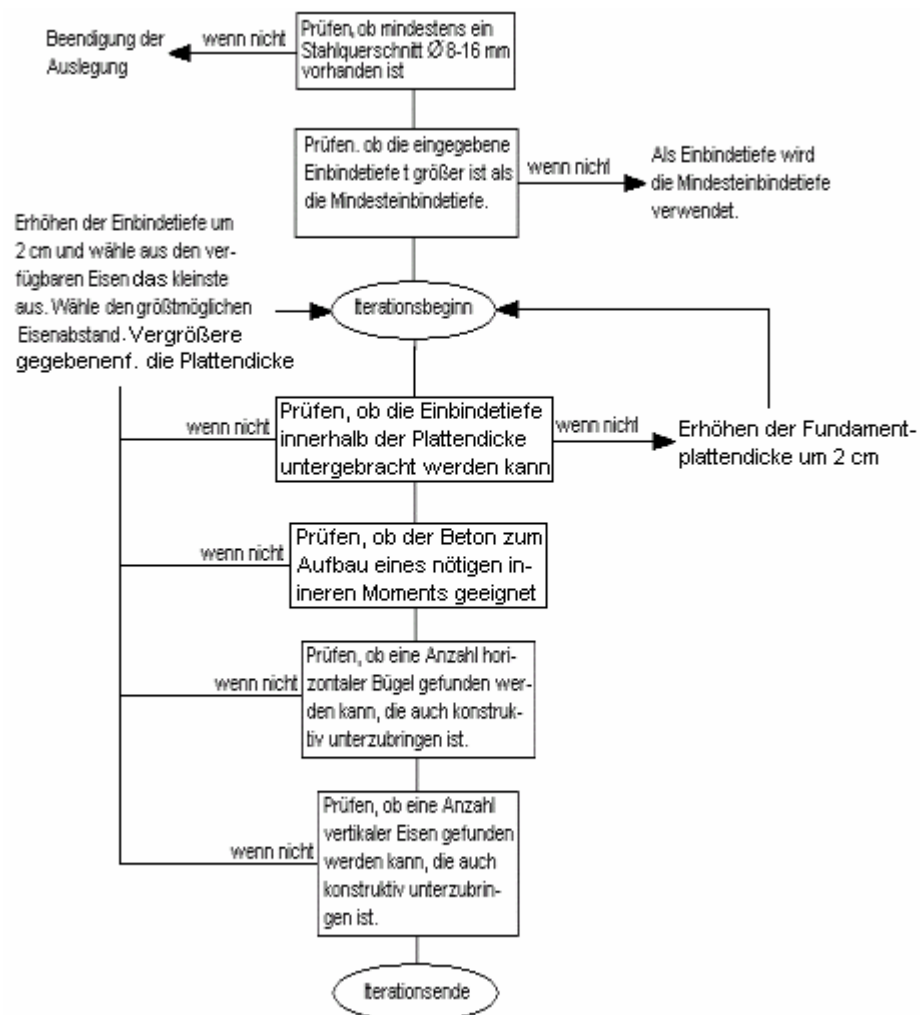 Prüfen, ob mindestens ein
Stahlquerschnitt Ø 8-16 mm
vorhanden ist
wenn nicht
Beendigung der
Auslegung
Prüfen. ob die eingegebene
Einbindetiefe t größer ist als
die Mindesteinbindetiefe.
wenn nicht
Als Einbindetiefe wird
die Mindesteinbindetiefe
verwendet.
Erhöhen der Einbindetiefe um
2 cm und wähle aus den ver-
fügbaren Eisen das kleinste
aus. Wähle den größtmöglichen
Eisenabstand. Vergrößere
gegebenenf. die Plattendicke
Iterationsbeginn
wenn nicht
Prüfen, ob die Einbindetiefe
innerhalb der Plattendicke
untergebracht werden kann
wenn nicht
Erhöhen der Fundament-
plattendicke um 2 cm
wenn nicht
Prüfen, ob der Beton zum
Aufbau eines nötigen in-
ineren Moments geeignet
wenn nicht
Prüfen, ob eine Anzahl hori-
zontaler Bügel gefunden wer-
den kann, die auch konstruk-
tiv unterzubringen ist.
wenn nicht
Prüfen, ob eine Anzahl
vertikaler Eisen gefunden
werden kann, die auch
konstruktiv unterzubrin-
gen ist.
Iterationsende